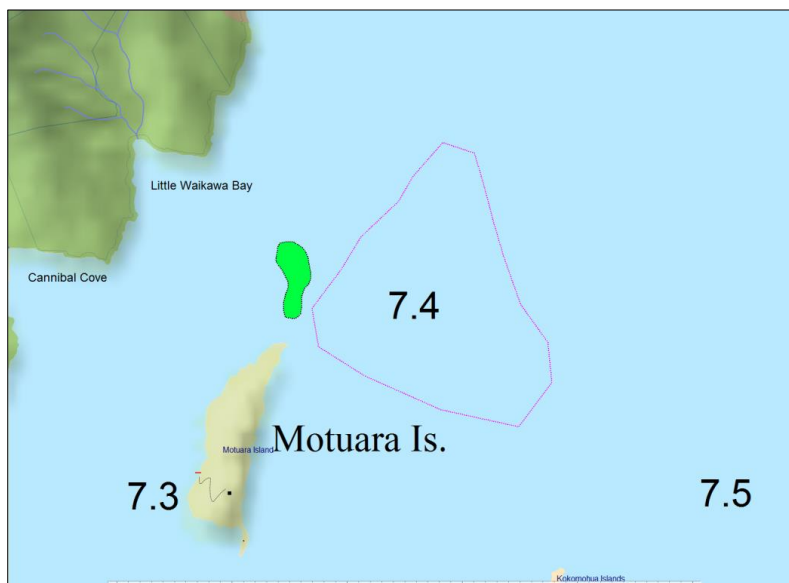 Little Waikawa Bay
Cannibal Cove
7.4
Motuara Is.
Motuara Island
7.3
7.5
Kokomohua Islands